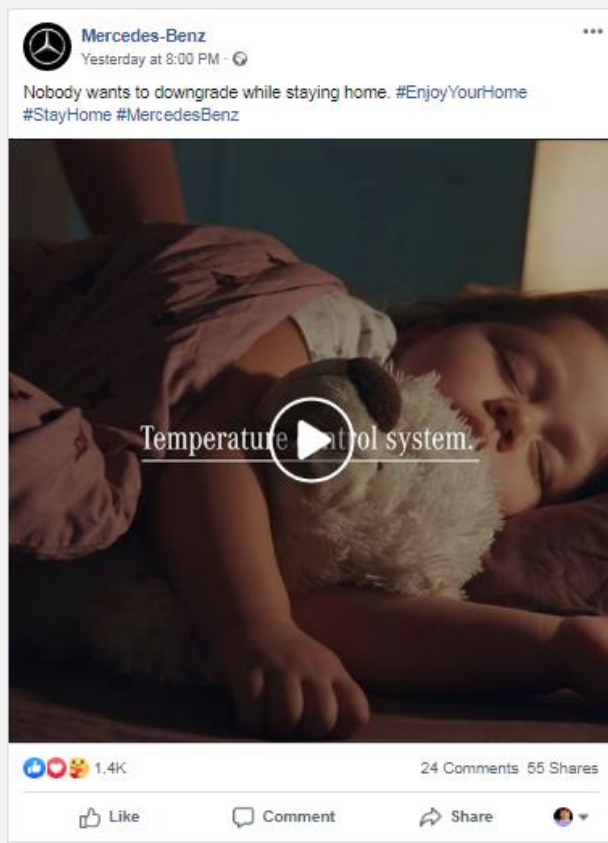 Mercedes-Benz
Yesterday at 8:00 PM ·
Nobody wants to downgrade while staying home. #EnjoyYourHome
#StayHome #MercedesBenz
Temperature control system.
1.4K 24 Comments 55 Shares
Like Comment Share